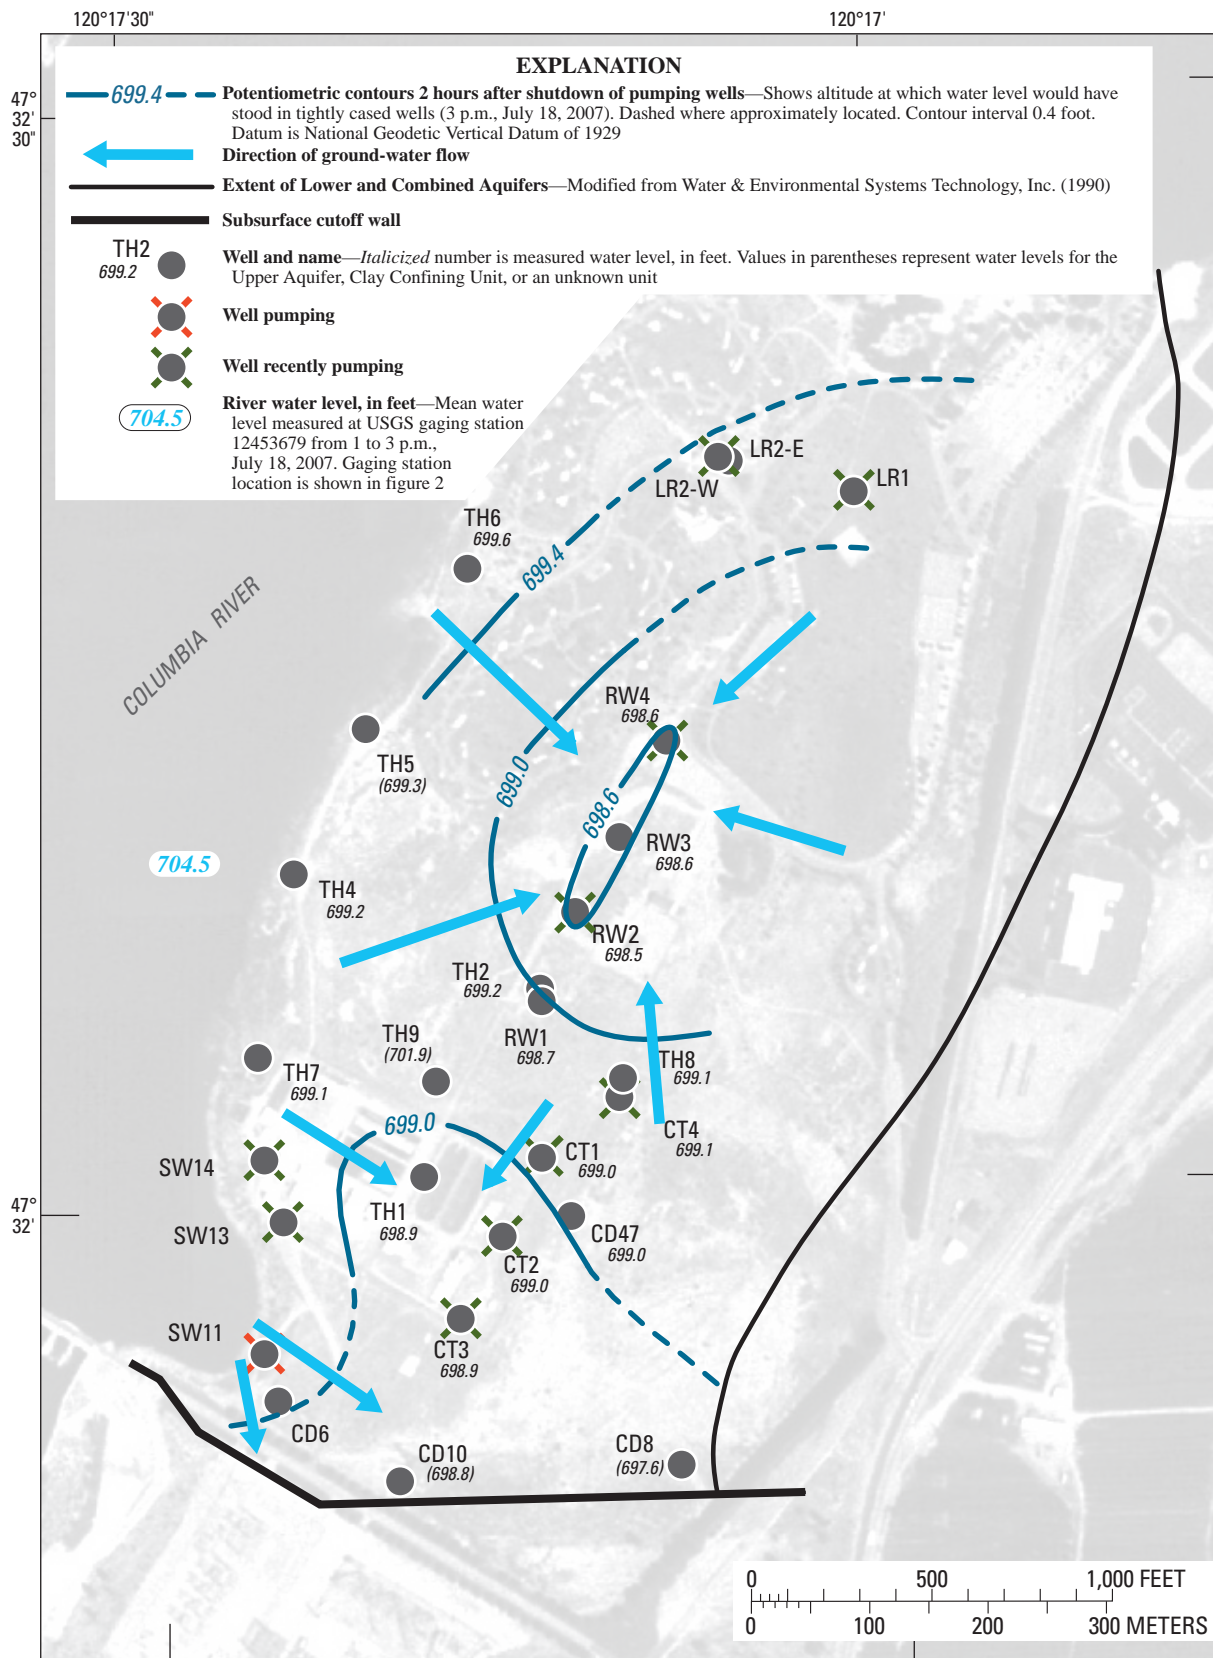 120°17'30"
120°17'
47°
32'
30"
EXPLANATION
699.4
Potentiometric contours 2 hours after shutdown of pumping wells—Shows altitude at which water level would have
stood in tightly cased wells (3 p.m., July 18, 2007). Dashed where approximately located. Contour interval 0.4 foot.
Datum is National Geodetic Vertical Datum of 1929
Direction of ground-water flow
Extent of Lower and Combined Aquifers—Modified from Water & Environmental Systems Technology, Inc. (1990)
Subsurface cutoff wall
TH2
699.2
Well and name—Italicized number is measured water level, in feet. Values in parentheses represent water levels for the
Upper Aquifer, Clay Confining Unit, or an unknown unit
Well pumping
Well recently pumping
704.5
River water level, in feet—Mean water
level measured at USGS gaging station
12453679 from 1 to 3 p.m.,
July 18, 2007. Gaging station
location is shown in figure 2
LR2-E
LR2-W
LR1
TH6
699.6
699.4
COLUMBIA RIVER
RW4
698.6
TH5
(699.3)
699.0
698.6
RW3
698.6
704.5
TH4
699.2
RW2
698.5
TH2
699.2
RW1
698.7
TH9
(701.9)
TH7
699.1
TH8
699.1
699.0
CT4
699.1
CT1
699.0
SW14
TH1
698.9
47°
32'
SW13
CD47
699.0
CT2
699.0
SW11
CT3
698.9
CD6
CD10
(698.8)
CD8
(697.6)
0 500 1,000 FEET
0 100 200 300 METERS